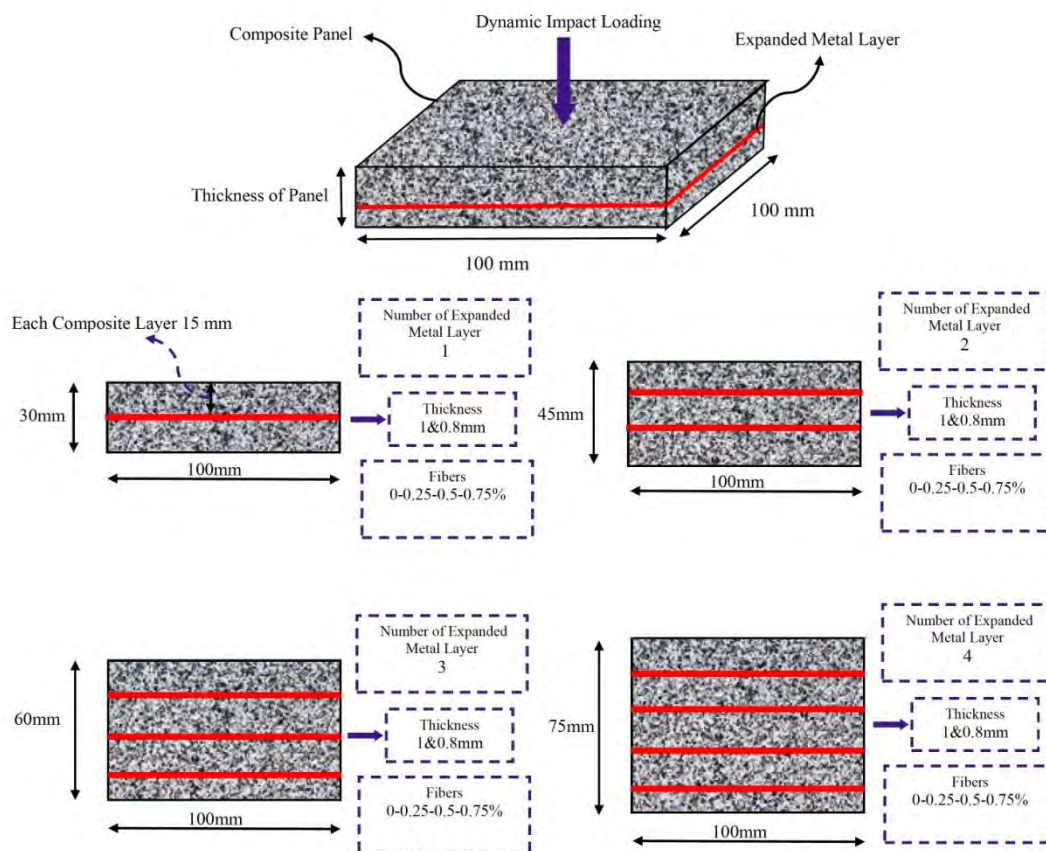 Dynamic Impact Loading
Composite Panel
Expanded Metal Layer
Thickness of Panel
100 mm
100 mm
Each Composite Layer 15 mm
30mm
100mm
Number of Expanded
Metal Layer
1
Thickness
1&0.8mm
Fibers
0-0.25-0.5-0.75%
45mm
100mm
Number of Expanded
Metal Layer
2
Thickness
1&0.8mm
Fibers
0-0.25-0.5-0.75%
60mm
100mm
Number of Expanded
Metal Layer
3
Thickness
1&0.8mm
Fibers
0-0.25-0.5-0.75%
75mm
100mm
Number of Expanded
Metal Layer
4
Thickness
1&0.8mm
Fibers
0-0.25-0.5-0.75%